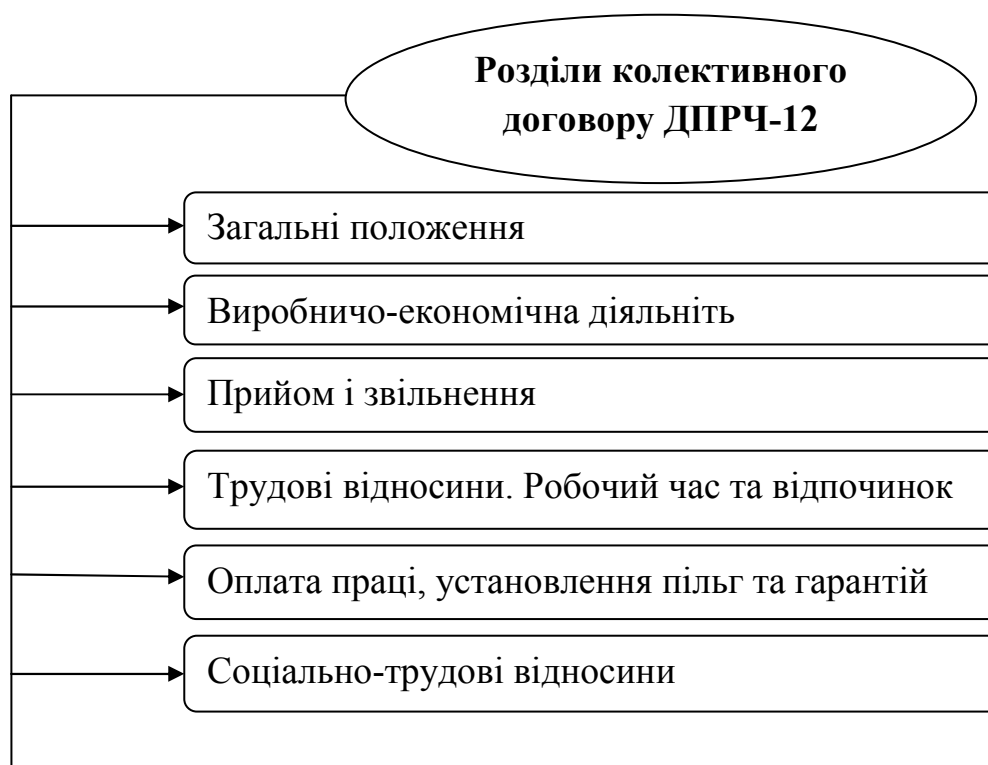 Розділи колективного
договору ДПРЧ-12
Загальні положення
Виробничо-економічна діяльніть
Прийом і звільнення
Трудові відносини. Робочий час та відпочинок
Оплата праці, установлення пільг та гарантій
Соціально-трудові відносини